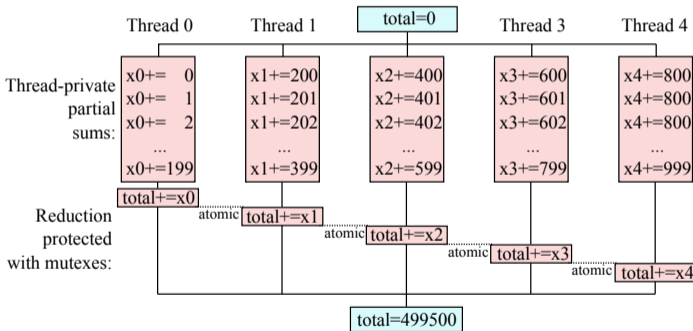 Thread 0 Thread 1 total=0 Thread 3 Thread 4
Thread-private partial sums:
x0+= 0 x1+=200 x2+=400 x3+=600 x4+=800
x0+= 1 x1+=201 x2+=401 x3+=601 x4+=800
x0+= 2 x1+=202 x2+=402 x3+=602 x4+=800
... ... ... ... ...
x0+=199 x1+=399 x2+=599 x3+=799 x4+=999
Reduction protected with mutexes:
total+=x0
atomic total+=x1
atomic total+=x2
atomic total+=x3
atomic total+=x4
total=499500